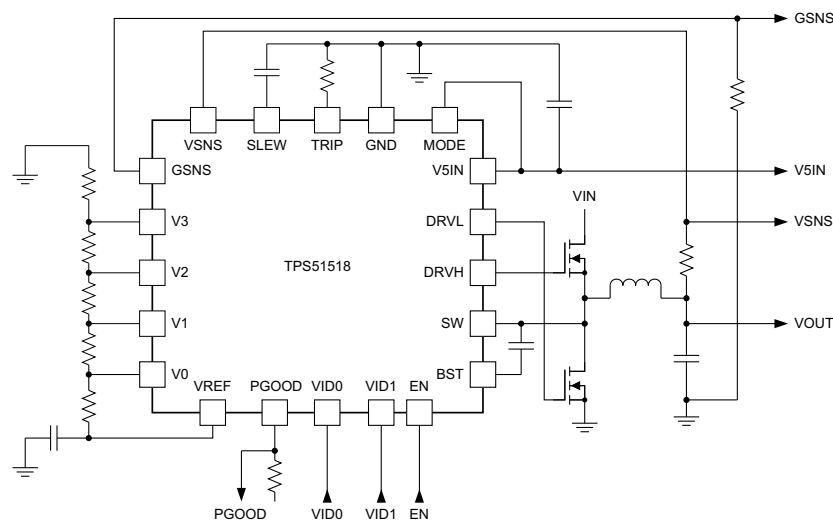 GSNS
VSNS SLEW TRIP GND MODE
GSNS V5IN V5IN
VIN
V3 DRVL VSNS
V2 TPS51518 DRVH
V1 SW VOUT
V0 BST
VREF PGOOD VID0 VID1 EN
PGOOD VID0 VID1 EN